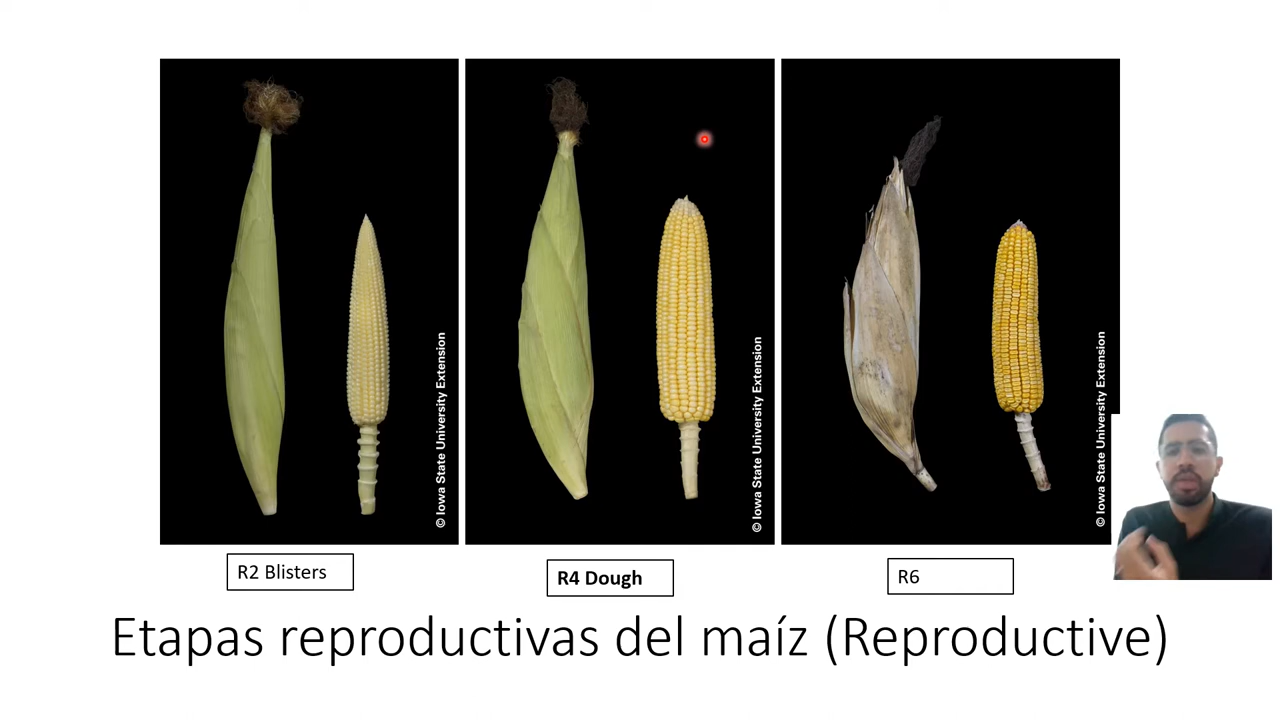 © Iowa State University Extension
© Iowa State University Extension
© Iowa State University Extension
R2 Blisters
R4 Dough
R6
Etapas reproductivas del maíz (Reproductive)